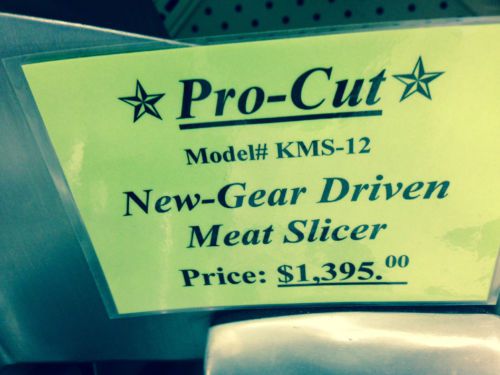 Pro-Cut
Model# KMS-12
New-Gear Driven
Meat Slicer
Price: $1,395.00